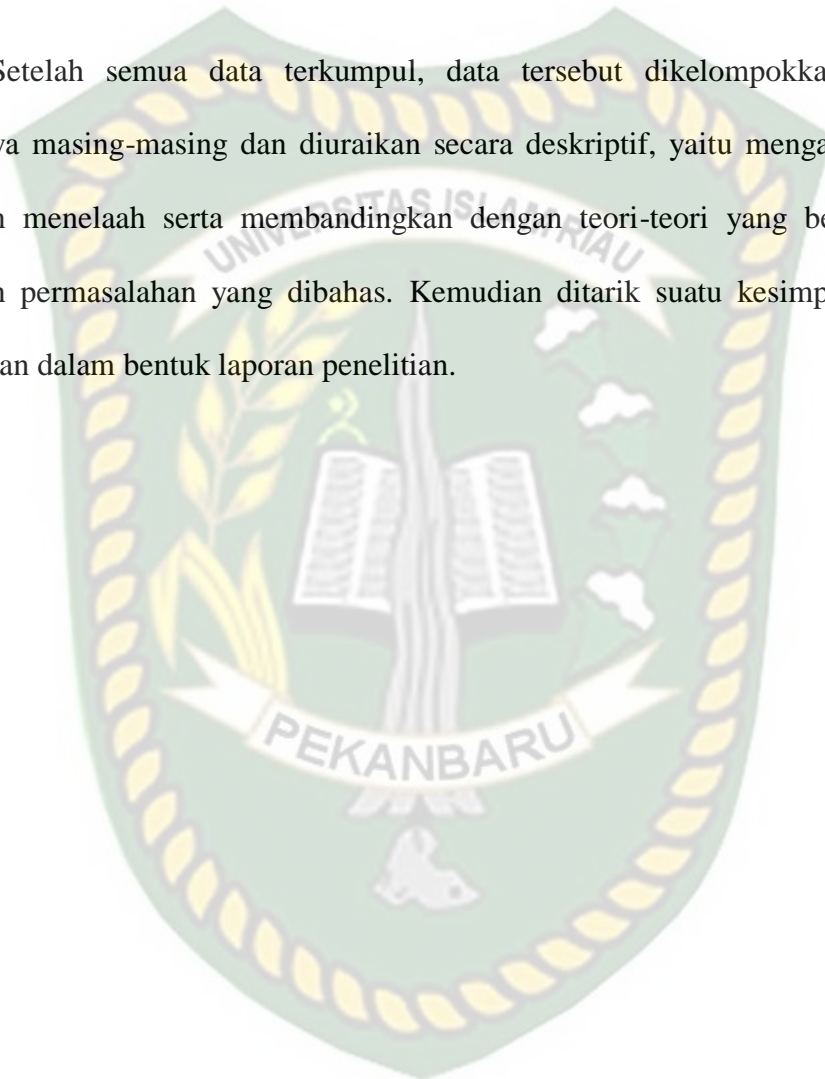 Setelah semua data terkumpul, data tersebut dikelompokka
masing-masing dan diuraikan secara deskriptif, yaitu menga
menelaah serta membandingkan dengan teori-teori yang be
permasalahan yang dibahas. Kemudian ditarik suatu kesimp
an dalam bentuk laporan penelitian.
UNIVERSITAS ISLAM RIAU
PEKANBARU